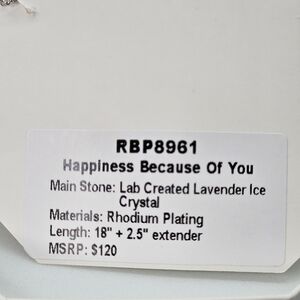 RBP8961
Happiness Because Of You
Main Stone: Lab Created Lavender Ice
Crystal
Materials: Rhodium Plating
Length: 18" + 2.5" extender
MSRP: $120